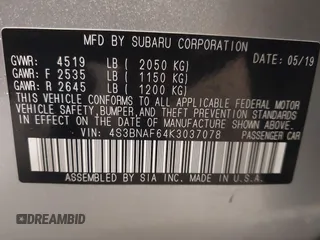 MFD BY SUBARU CORPORATION
GVWR: 4519 LB ( 2050 KG) DATE: 05/19
GAWR: F 2535 LB ( 1150 KG)
GAWR: R 2645 LB ( 1200 KG)
THIS VEHICLE CONFORMS TO ALL APPLICABLE FEDERAL MOTOR
VEHICLE SAFETY, BUMPER, AND THEFT PREVENTION STANDARDS
IN EFFECT ON THE DATE OF MANUFACTURE SHOWN ABOVE.
VIN: 4S3BNAF64K3037078 PASSENGER CAR
ASSEMBLED BY SIA INC. MADE IN U.S.A.
DREAMBID